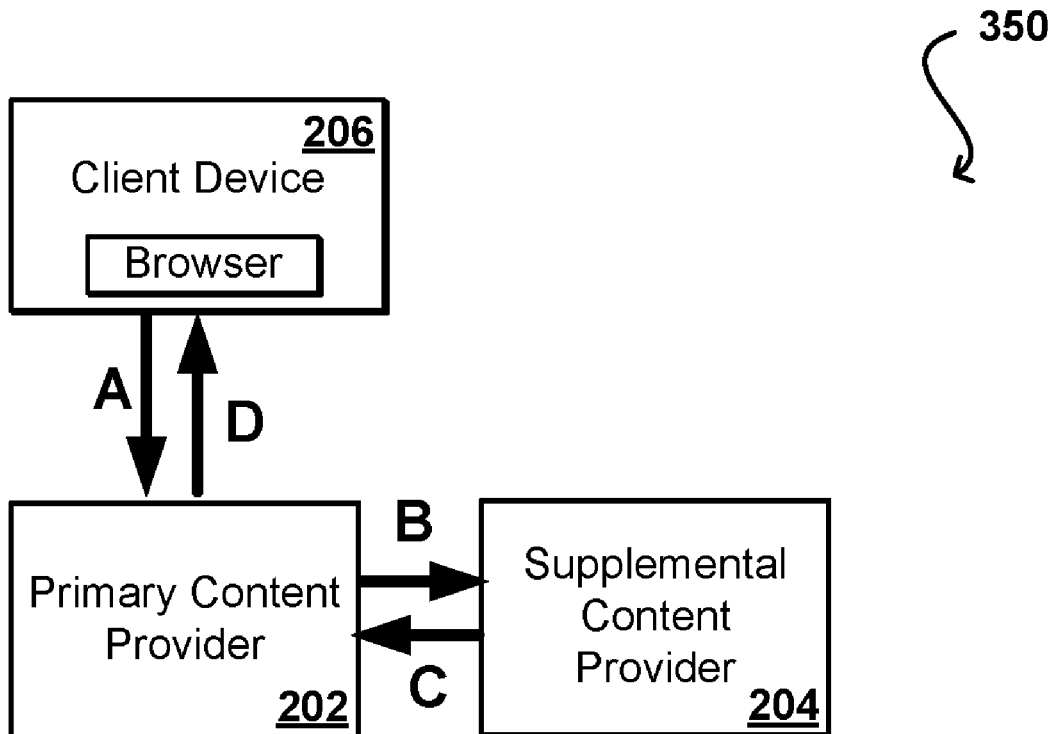 350
206
Client Device
Browser
A
D
B
C
Primary Content
Provider
202
Supplemental
Content
Provider
204